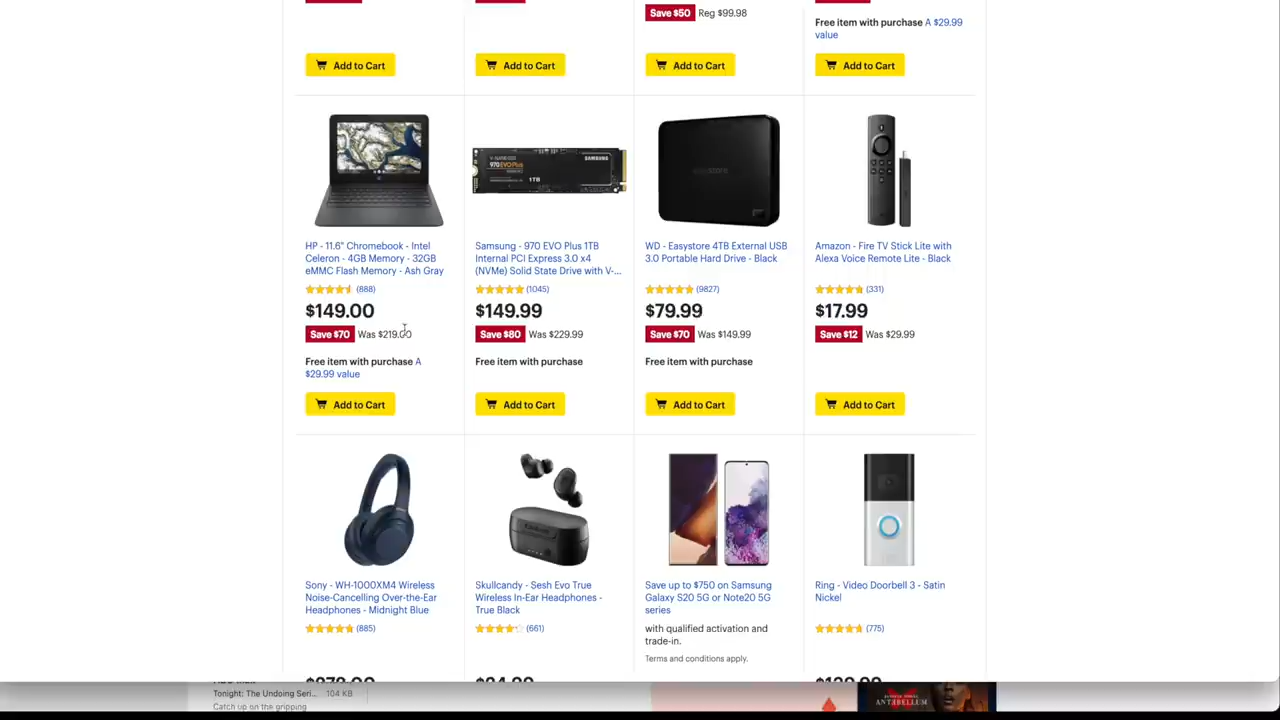 Save $50 Reg $99.98
Free item with purchase A $29.99
value
Add to Cart
Add to Cart
Add to Cart
Add to Cart
V-NAND SSD
970 EVO Plus
SAMSUNG
1TB
HP - 11.6" Chromebook - Intel
Celeron - 4GB Memory - 32GB
eMMC Flash Memory - Ash Gray
(888)
$149.00
Save $70 Was $219.00
Free item with purchase A
$29.99 value
Add to Cart
Samsung - 970 EVO Plus 1TB
Internal PCI Express 3.0 x4
(NVMe) Solid State Drive with V-...
(1045)
$149.99
Save $80 Was $229.99
Free item with purchase
Add to Cart
WD - Easystore 4TB External USB
3.0 Portable Hard Drive - Black
(9827)
$79.99
Save $70 Was $149.99
Free item with purchase
Add to Cart
Amazon - Fire TV Stick Lite with
Alexa Voice Remote Lite - Black
(331)
$17.99
Save $12 Was $29.99
Add to Cart
Sony - WH-1000XM4 Wireless
Noise-Cancelling Over-the-Ear
Headphones - Midnight Blue
(885)
Skullcandy - Sesh Evo True
Wireless In-Ear Headphones -
True Black
(661)
Save up to $750 on Samsung
Galaxy S20 5G or Note20 5G
series
with qualified activation and
trade-in.
Terms and conditions apply.
Ring - Video Doorbell 3 - Satin
Nickel
(775)
Tonight: The Undoing Seri... 104 KB
Catch up on the gripping
ANTEBELLUM